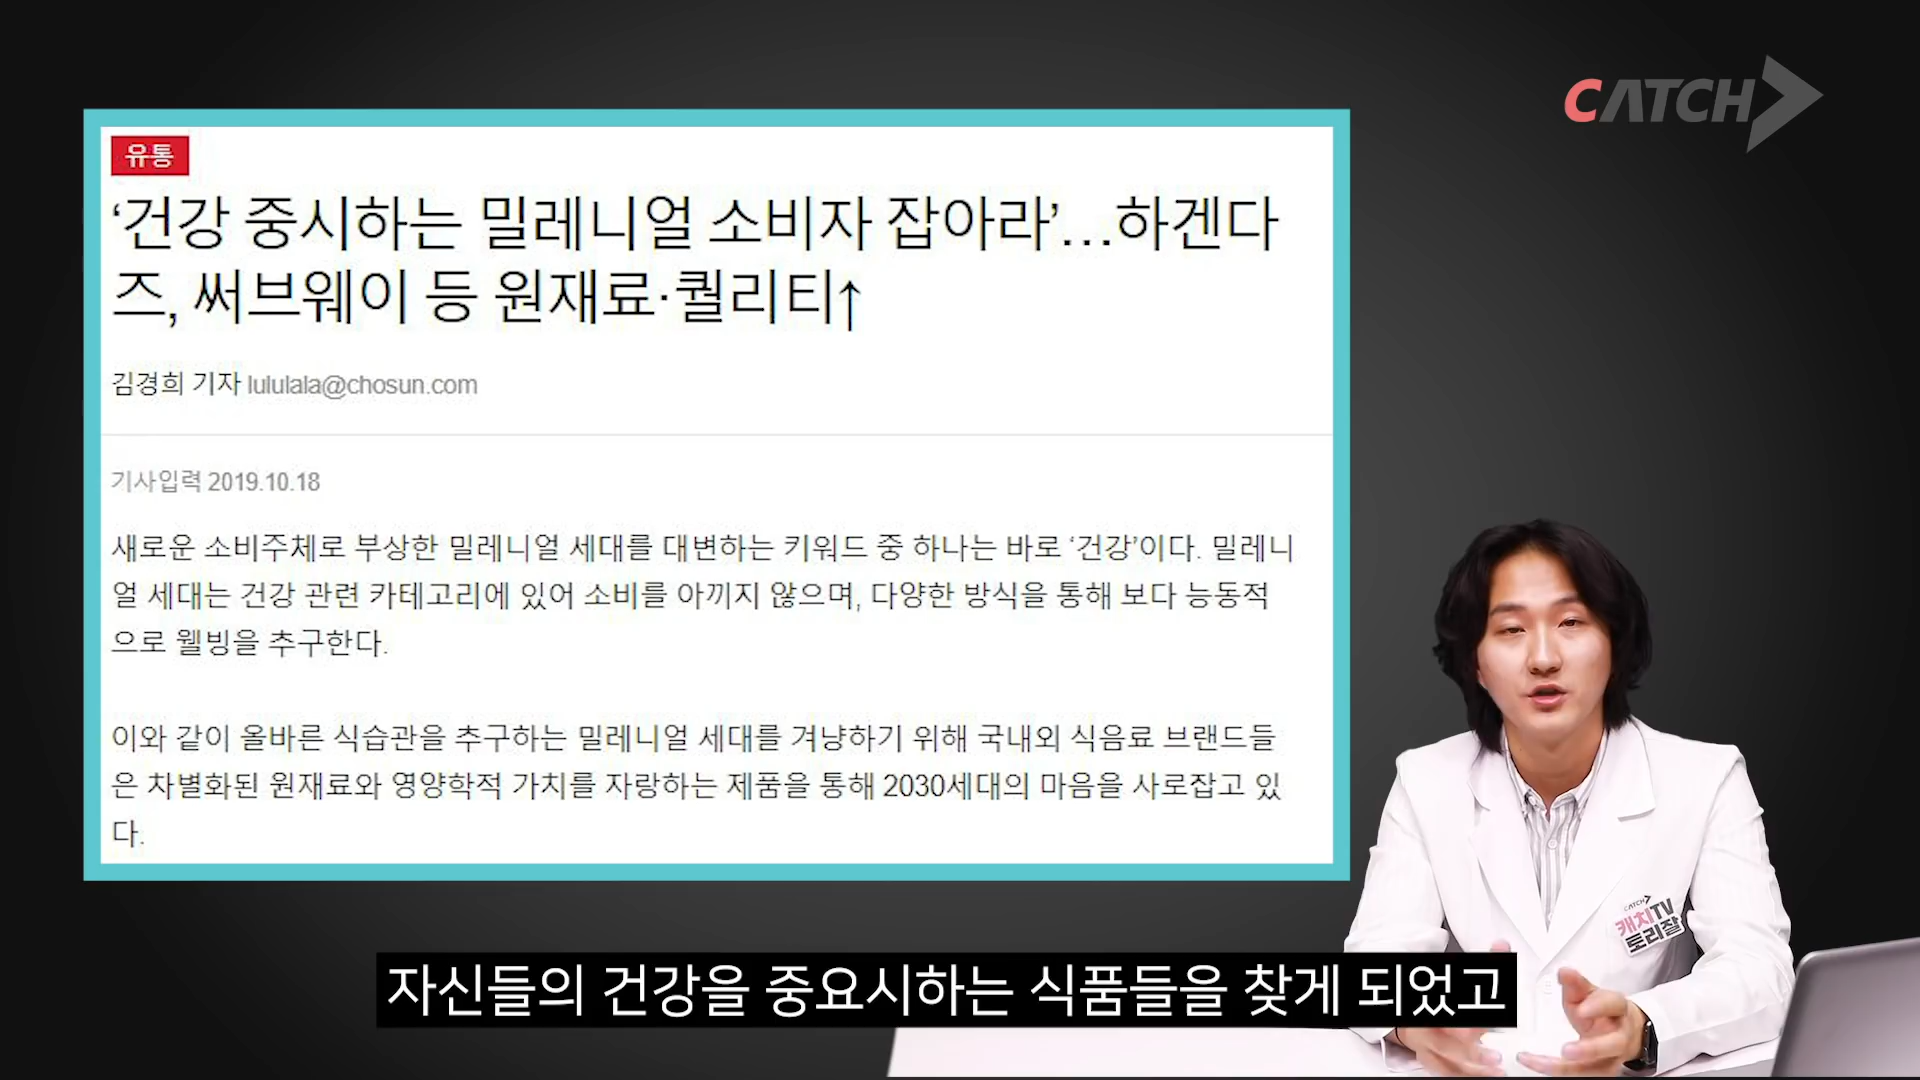 CATCH
유통
‘건강 중시하는 밀레니얼 소비자 잡아라’…하겐다
즈, 써브웨이 등 원재료·퀄리티↑
김경희 기자 lululala@chosun.com
기사입력 2019.10.18
새로운 소비주체로 부상한 밀레니얼 세대를 대변하는 키워드 중 하나는 바로 ‘건강’이다. 밀레니
얼 세대는 건강 관련 카테고리에 있어 소비를 아끼지 않으며, 다양한 방식을 통해 보다 능동적
으로 웰빙을 추구한다.
이와 같이 올바른 식습관을 추구하는 밀레니얼 세대를 겨냥하기 위해 국내외 식음료 브랜드들
은 차별화된 원재료와 영양학적 가치를 자랑하는 제품을 통해 2030세대의 마음을 사로잡고 있
다.
CATCH
캐치TV
토리잘
자신들의 건강을 중요시하는 식품들을 찾게 되었고